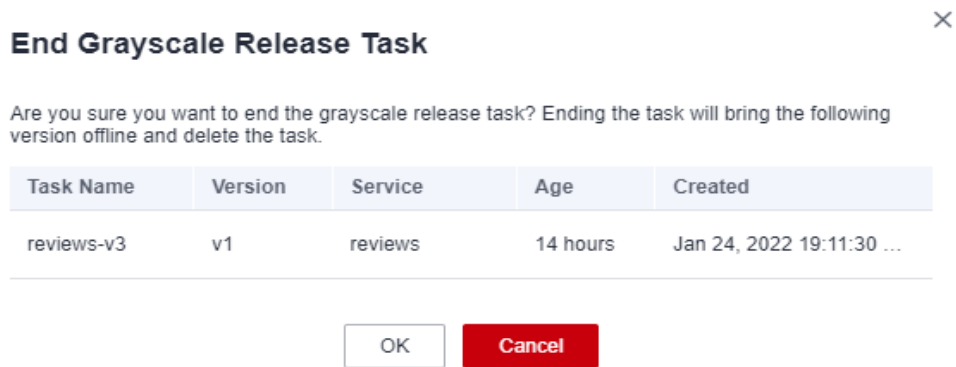 End Grayscale Release Task
Are you sure you want to end the grayscale release task? Ending the task will bring the following
version offline and delete the task.
Task Name Version Service Age Created
reviews-v3 v1 reviews 14 hours Jan 24, 2022 19:11:30 ...
OK Cancel